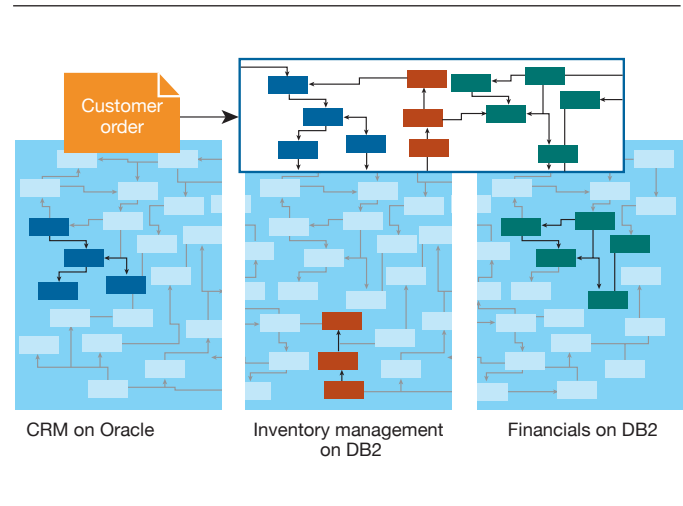 Customer
order
CRM on Oracle
Inventory management
on DB2
Financials on DB2